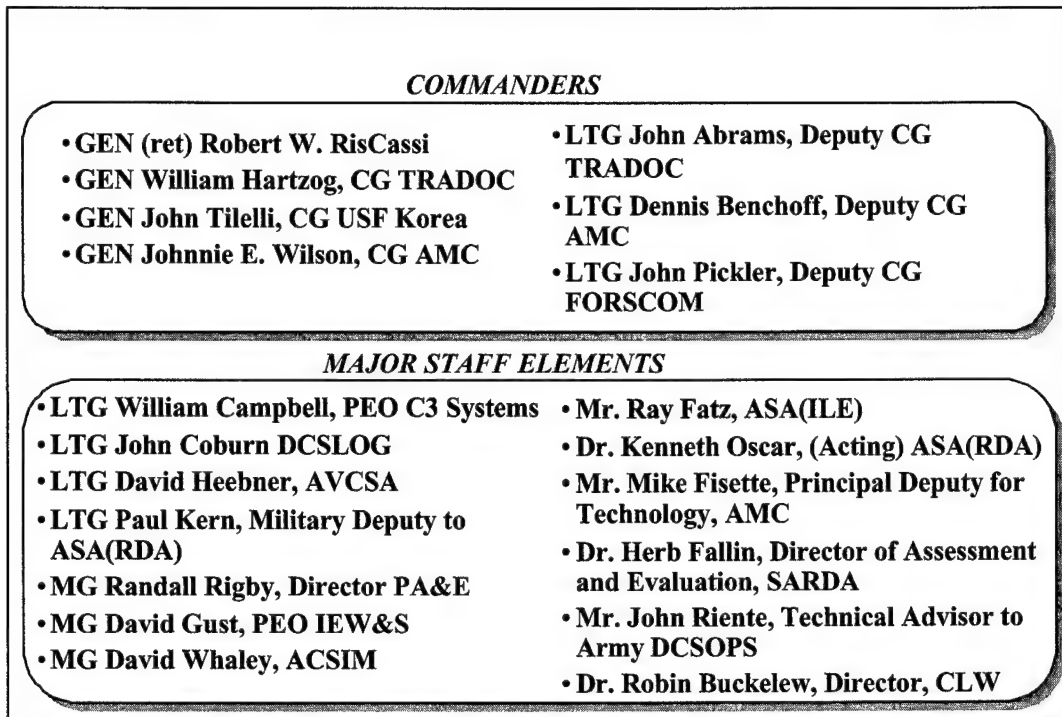 COMMANDERS
• GEN (ret) Robert W. RisCassi
• GEN William Hartzog, CG TRADOC
• GEN John Tilelli, CG USF Korea
• GEN Johnnie E. Wilson, CG AMC
• LTG John Abrams, Deputy CG
TRADOC
• LTG Dennis Benchoff, Deputy CG
AMC
• LTG John Pickler, Deputy CG
FORSCOM
MAJOR STAFF ELEMENTS
• LTG William Campbell, PEO C3 Systems
• LTG John Coburn DCSLOG
• LTG David Heebner, AVCSA
• LTG Paul Kern, Military Deputy to
ASA(RDA)
• MG Randall Rigby, Director PA&E
• MG David Gust, PEO IEW&S
• MG David Whaley, ACSIM
• Mr. Ray Fatz, ASA(ILE)
• Dr. Kenneth Oscar, (Acting) ASA(RDA)
• Mr. Mike Fisette, Principal Deputy for
Technology, AMC
• Dr. Herb Fallin, Director of Assessment
and Evaluation, SARDA
• Mr. John Riente, Technical Advisor to
Army DCSOPS
• Dr. Robin Buckelew, Director, CLW